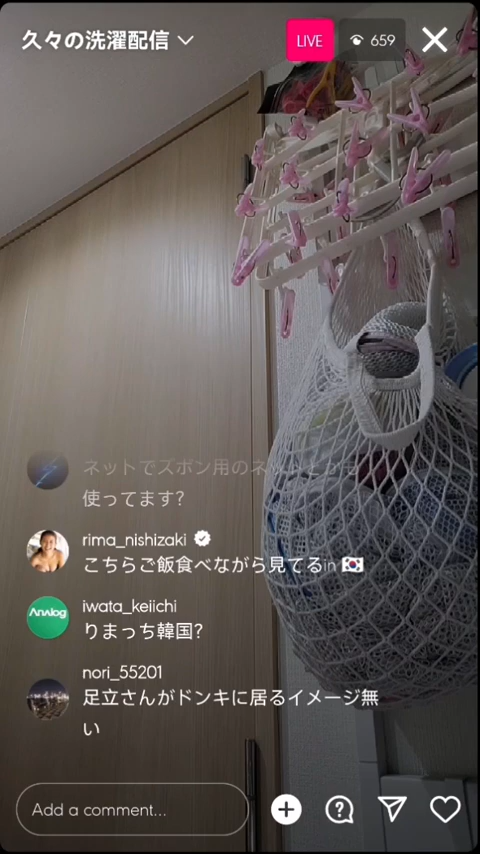 久々の洗濯配信
LIVE
659
ネットでズボン用のネットとかも
使ってます?
rima_nishizaki
こちらご飯食べながら見てるin 🇰🇷
iwata_keiichi
Analog
りまっち韓国?
nori_55201
足立さんがドンキに居るイメージ無
い
Add a comment...